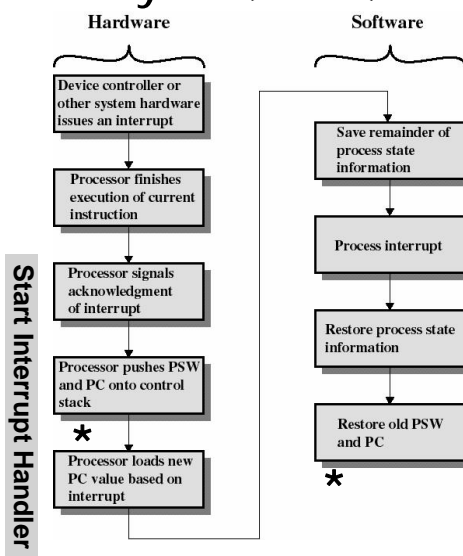 Hardware
Device controller or
other system hardware
issues an interrupt
Processor finishes
execution of current
instruction
Processor signals
acknowledgment
of interrupt
Processor pushes PSW
and PC onto control
stack
*
Processor loads new
PC value based on
interrupt
Start Interrupt Handler
Software
Save remainder of
process state
information
Process interrupt
Restore process state
information
Restore old PSW
and PC
*